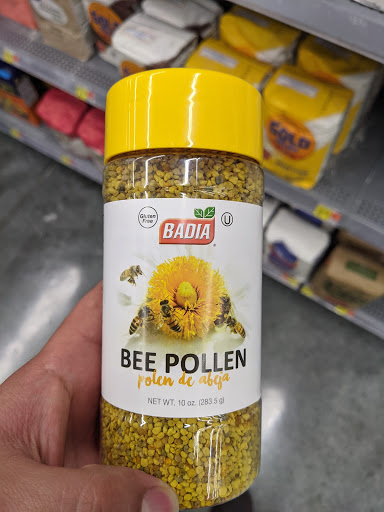 Gluten
Free
BADIA
U
BEE POLLEN
polen de abeja
NET WT. 10 oz. (283.5 g)
GOLD